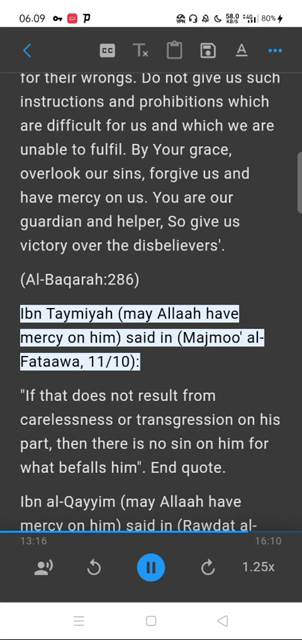 06.09
58.0
KB/S
4G
80%
CC
A
for their wrongs. Do not give us such
instructions and prohibitions which
are difficult for us and which we are
unable to fulfil. By Your grace,
overlook our sins, forgive us and
have mercy on us. You are our
guardian and helper, So give us
victory over the disbelievers'.
(Al-Baqarah:286)
Ibn Taymiyah (may Allaah have
mercy on him) said in (Majmoo' al-
Fataawa, 11/10):
"If that does not result from
carelessness or transgression on his
part, then there is no sin on him for
what befalls him". End quote.
Ibn al-Qayyim (may Allaah have
mercy on him) said in (Rawdat al-
13:16
16:10
1.25x